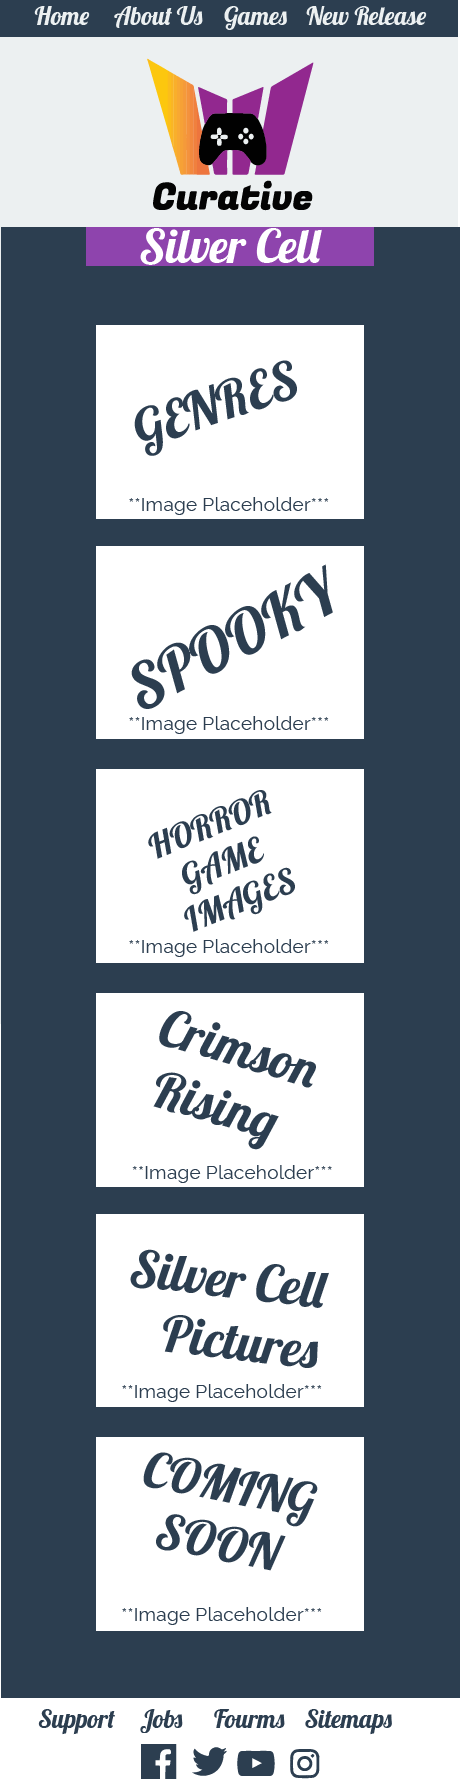 Home About Us Games New Release
Curative
Silver Cell
GENRES
**Image Placeholder***
SPOOKY
**Image Placeholder***
HORROR
GAME
IMAGES
**Image Placeholder***
Crimson
Rising
**Image Placeholder***
Silver Cell
Pictures
**Image Placeholder***
COMING
SOON
**Image Placeholder***
Support Jobs Fourms Sitemaps